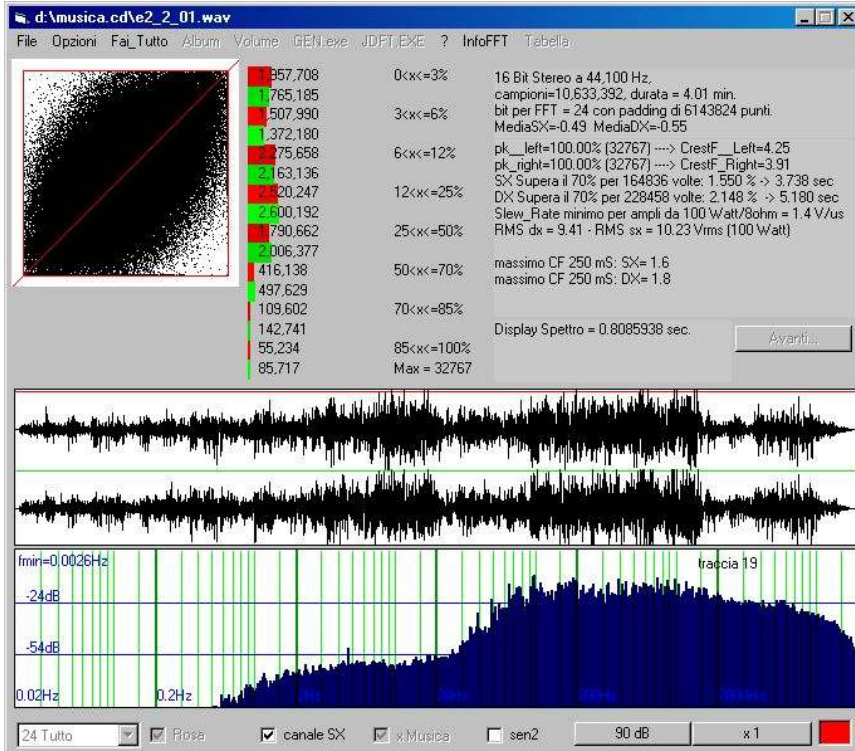 d:\musica.cd\e2_2_01.wav
File Opzioni Fai_Tutto Album Volume GEN.exe JDFT.EXE ? InfoFFT Tabella
1,957,708 0<x<=3%
1,765,185
1,507,990 3<x<=6%
1,372,180
2,275,658 6<x<=12%
2,163,136
2,520,247 12<x<=25%
2,600,192
1,790,662 25<x<=50%
2,006,377
416,138 50<x<=70%
497,629
109,602 70<x<=85%
142,741
55,234 85<x<=100%
85,717 Max = 32767
16 Bit Stereo a 44,100 Hz,
campioni=10,633,392, durata = 4.01 min.
bit per FFT = 24 con padding di 6143824 punti.
MediaSX=-0.49 MediaDX=-0.55
pk__left=100.00% (32767) ----> CrestF__Left=4.25
pk_right=100.00% (32767) ----> CrestF_Right=3.91
SX Supera il 70% per 164836 volte: 1.550 % -> 3.738 sec
DX Supera il 70% per 228458 volte: 2.148 % -> 5.180 sec
Slew_Rate minimo per ampli da 100 Watt/8ohm = 1.4 V/us
RMS dx = 9.41 - RMS sx = 10.23 Vrms (100 Watt)
massimo CF 250 mS: SX= 1.6
massimo CF 250 mS: DX= 1.8
Display Spettro = 0.8085938 sec.
Avanti...
fmin=0.0026Hz
traccia 19
-24dB
-54dB
0.02Hz 0.2Hz 2Hz 20Hz 200Hz 2000Hz
24 Tutto Rosa canale SX x Musica sen2 90 dB x 1